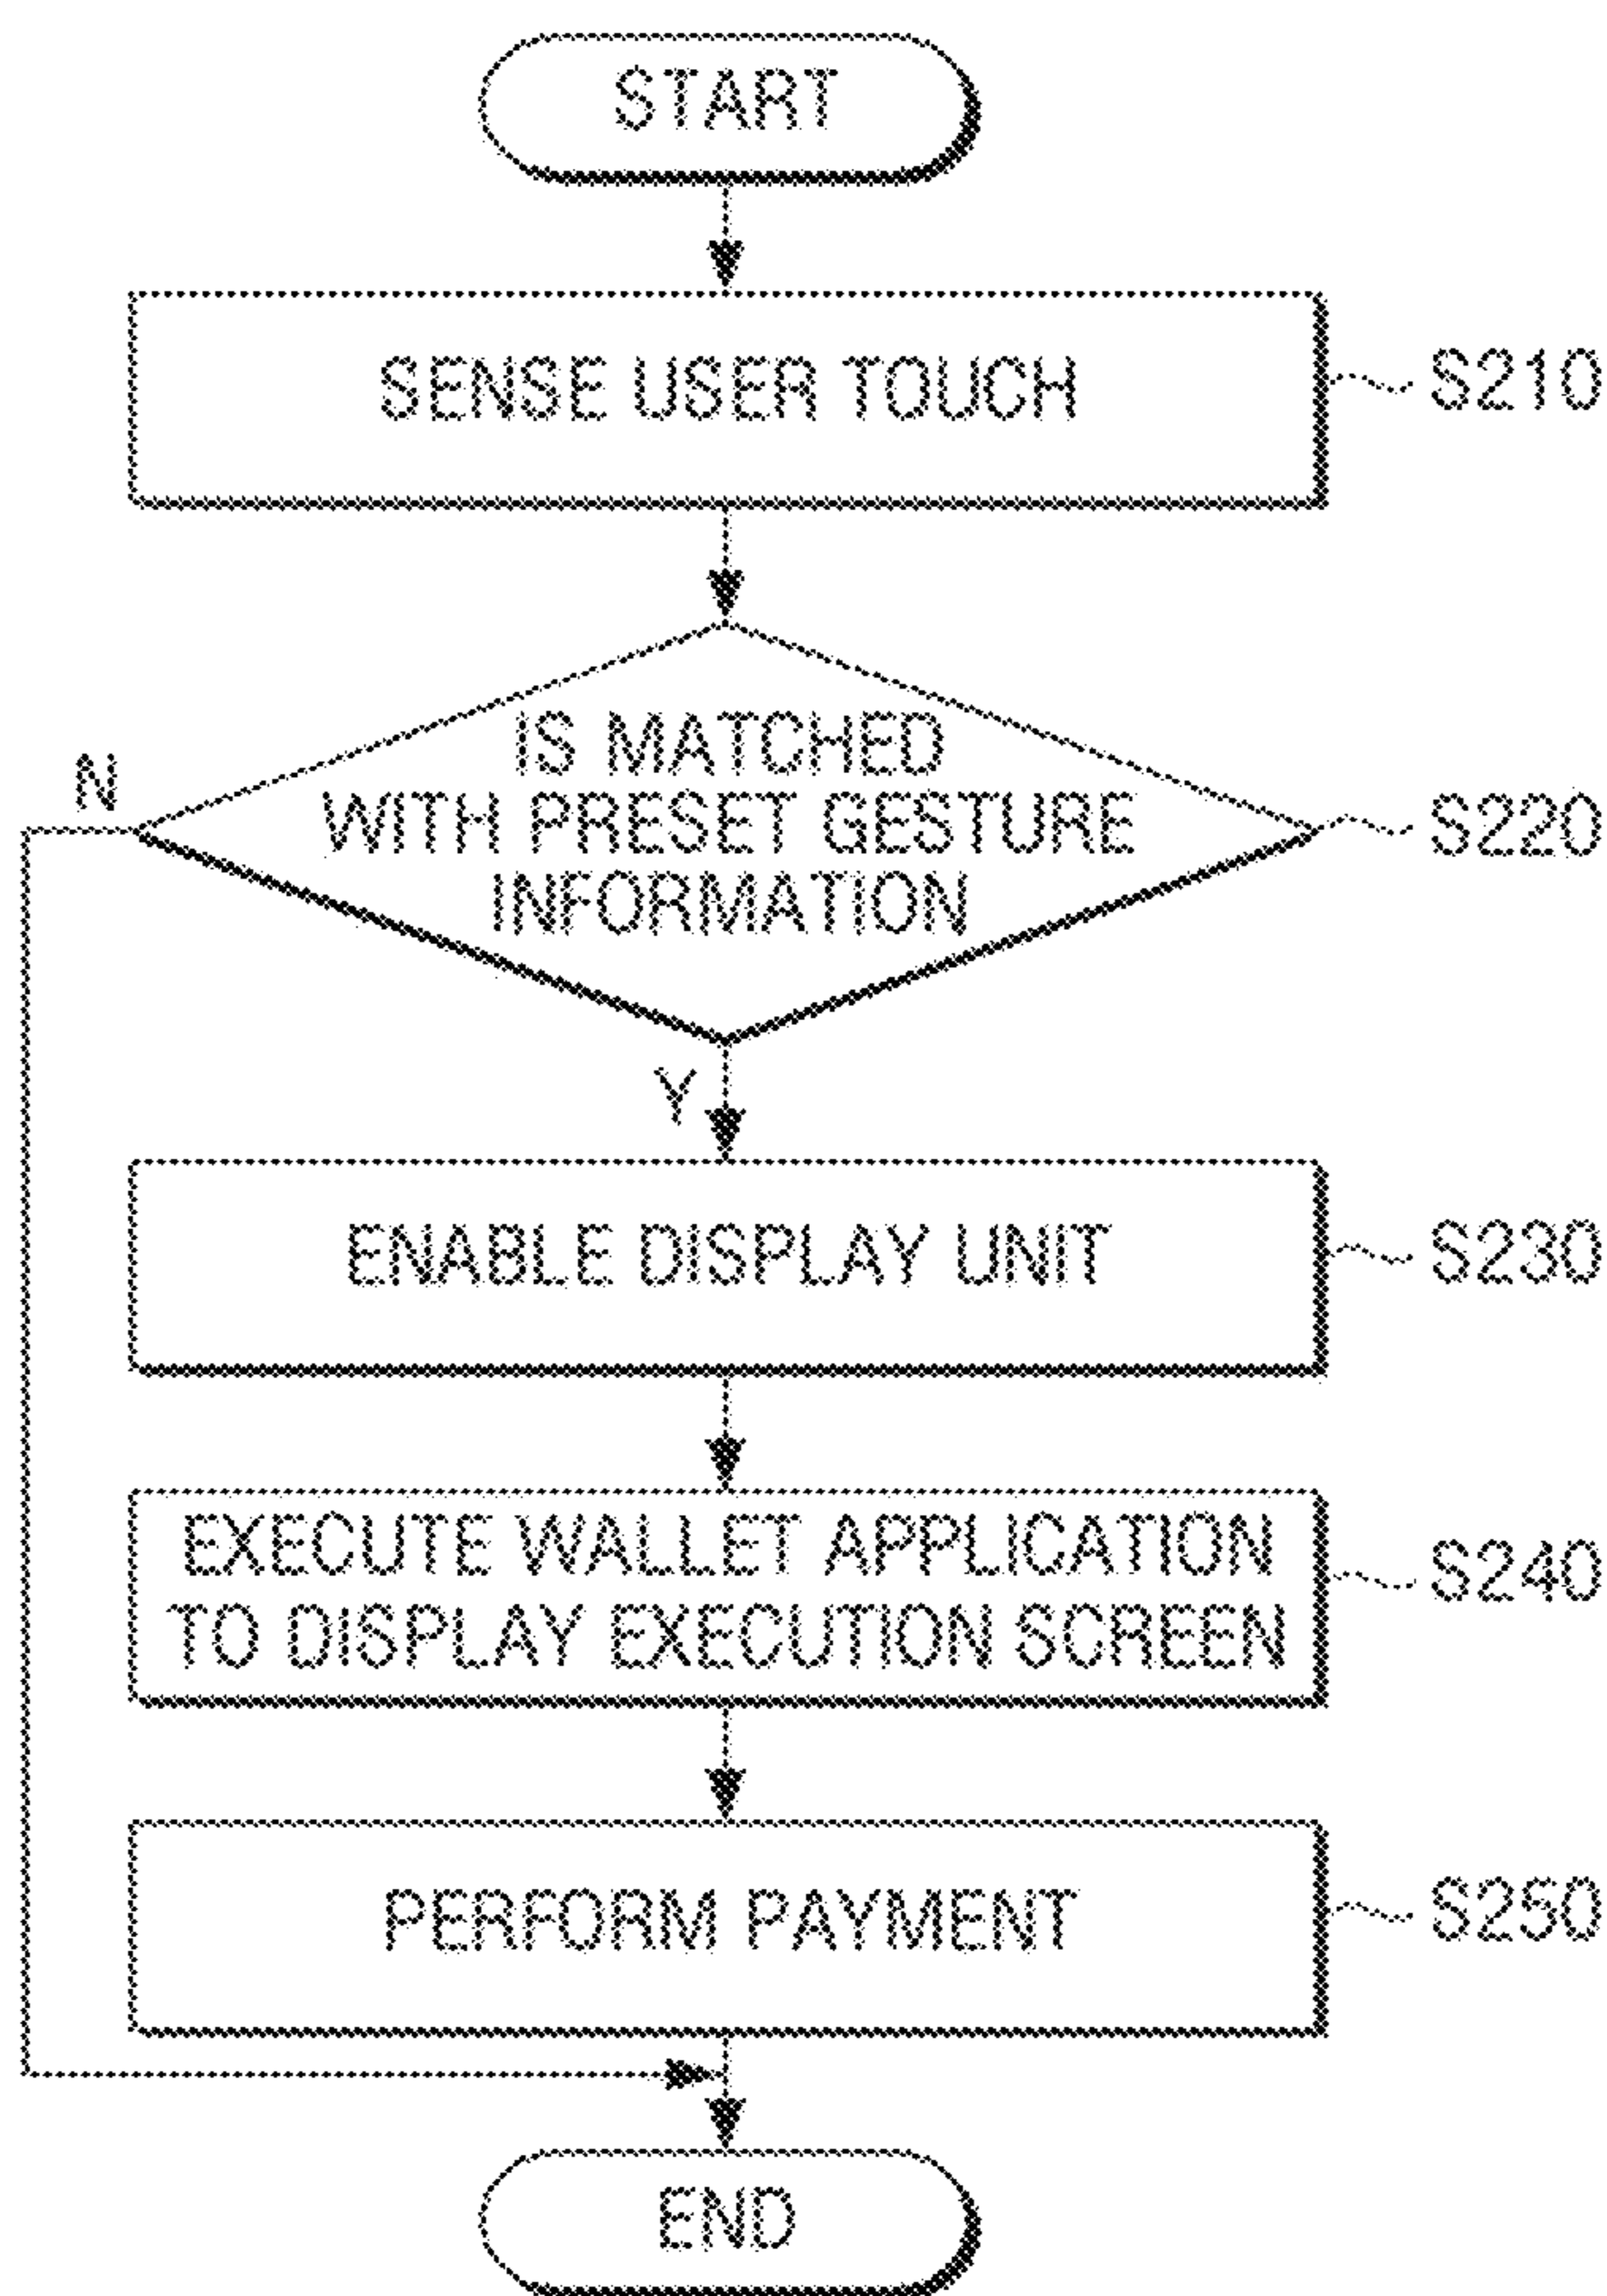 START
SENSE USER TOUCH
S210
IS MATCHED
WITH PRESET GESTURE
INFORMATION
N
S220
Y
ENABLE DISPLAY UNIT
S230
EXECUTE WALLET APPLICATION
TO DISPLAY EXECUTION SCREEN
S240
PERFORM PAYMENT
S250
END